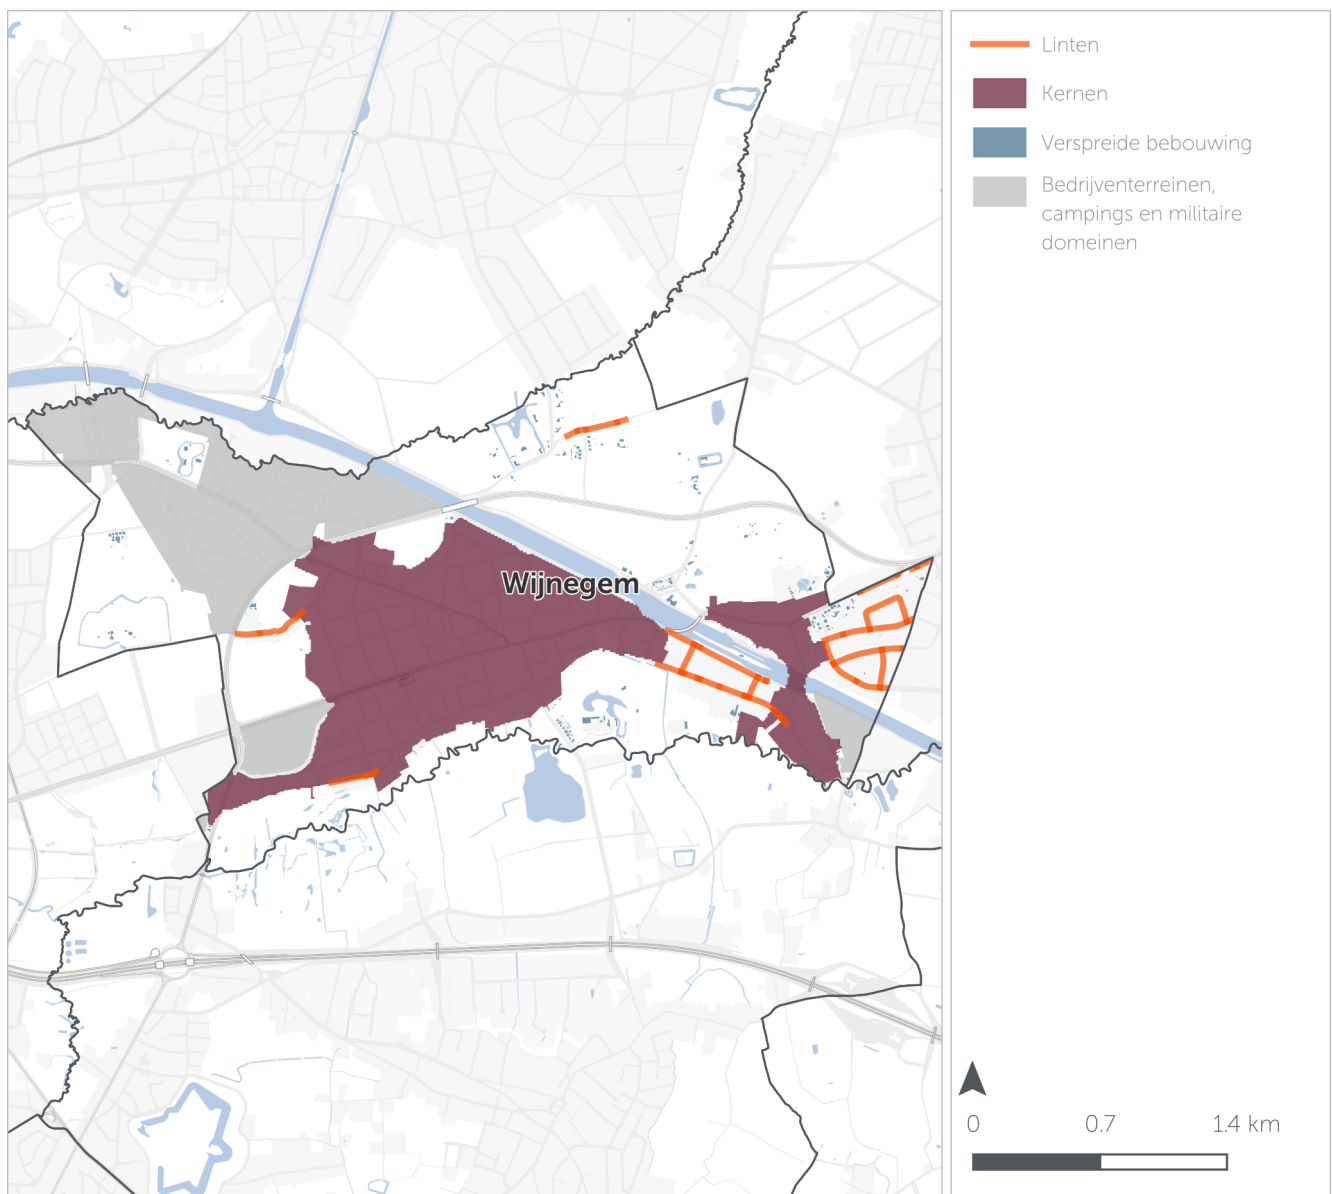 Linten
Kernen
Verspreide bebouwing
Bedrijventerreinen,
campings en militaire
domeinen
Wijnegem
0 0.7 1.4 km